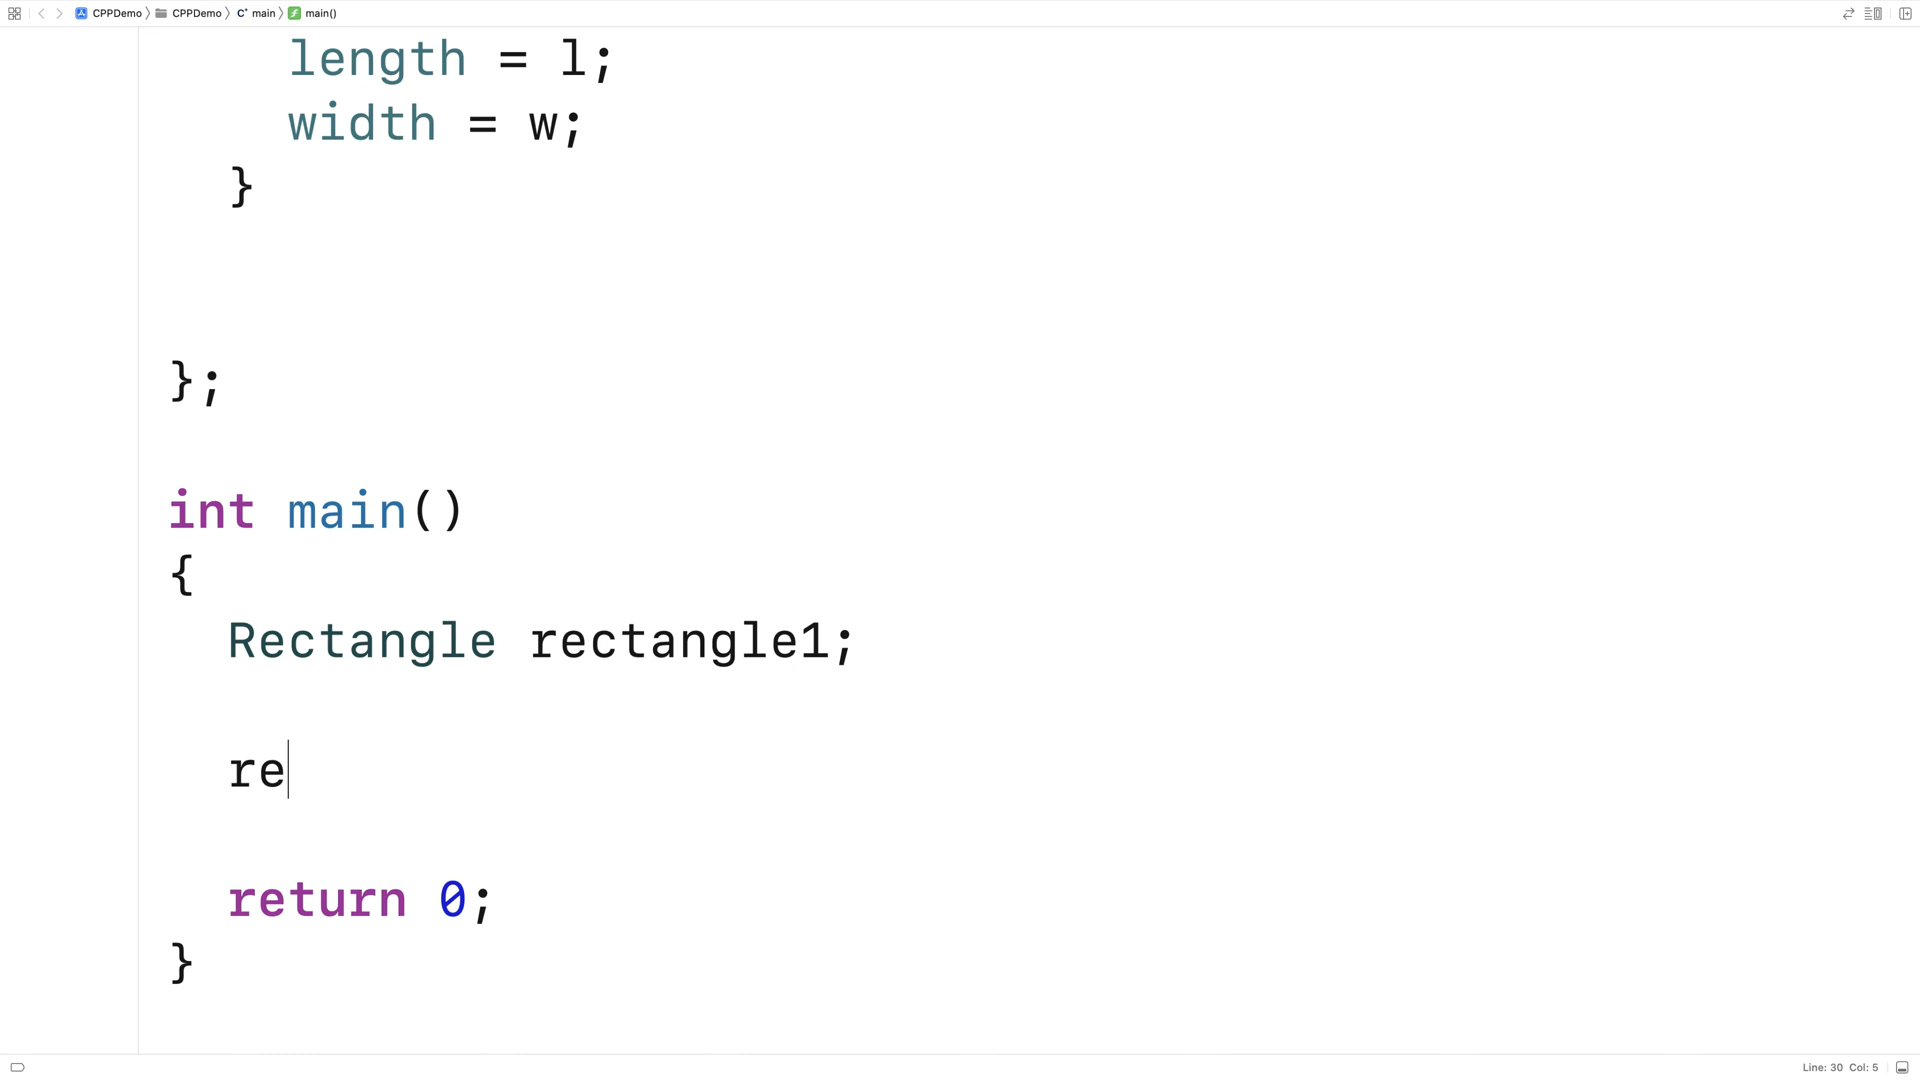 CPPDemo 〉 CPPDemo 〉 C+ main 〉 f main()
length = l;
width = w;
}
};
int main()
{
Rectangle rectangle1;
re
return 0;
}
Line: 30 Col: 5